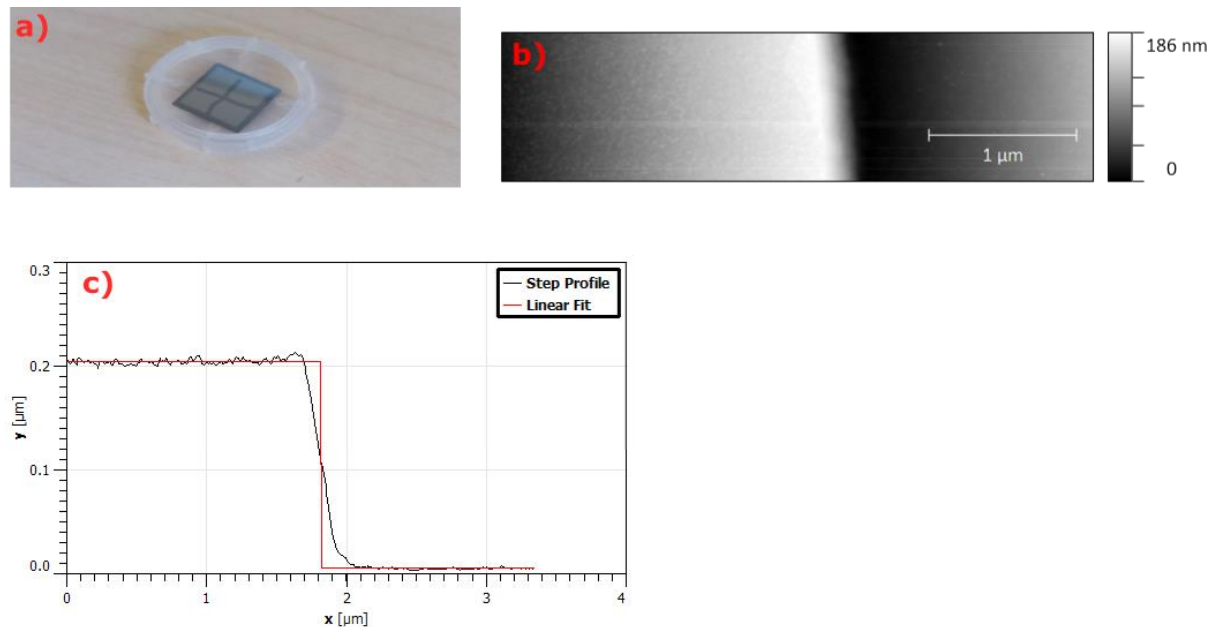 a)
b)
186 nm
1 µm
0
c)
0.3
Step Profile
Linear Fit
0.2
y [µm]
0.1
0.0
0
1
2
3
4
x [µm]